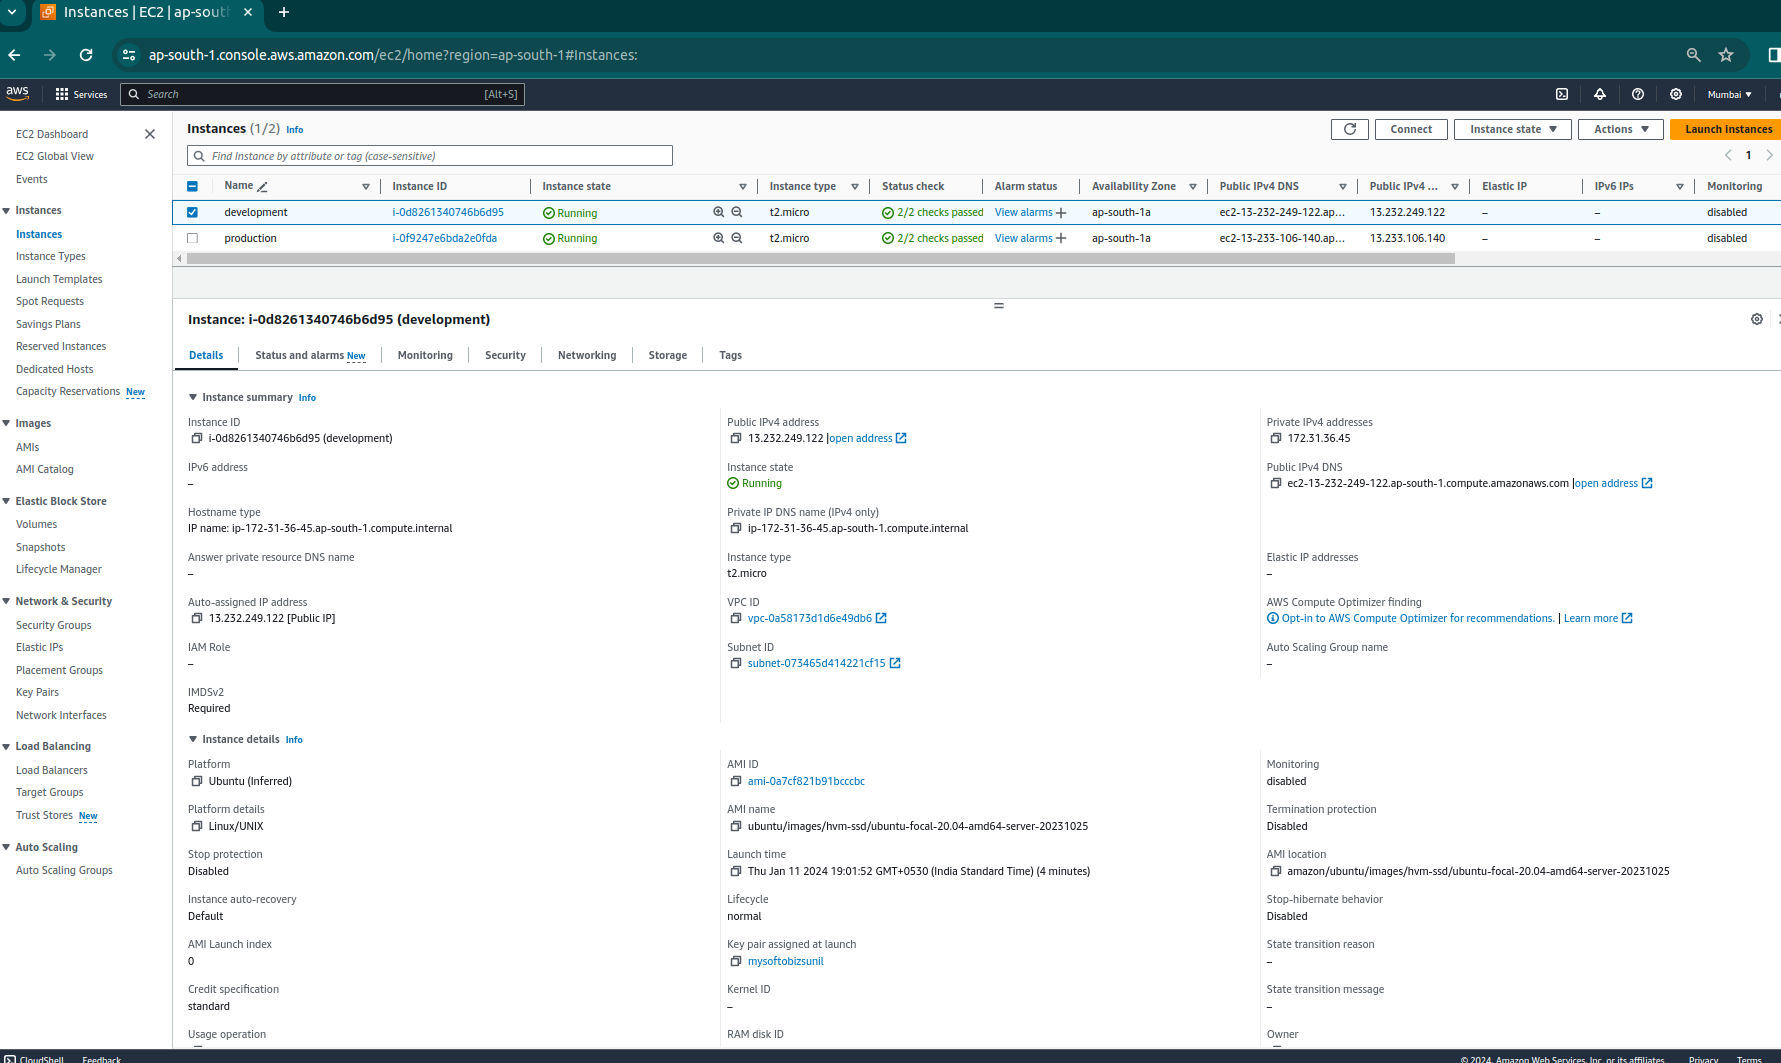 Instances | EC2 | ap-sout
ap-south-1.console.aws.amazon.com/ec2/home?region=ap-south-1#Instances:
aws Services Search [Alt+S] Mumbai
EC2 Dashboard
EC2 Global View
Events
Instances
Instances
Instance Types
Launch Templates
Spot Requests
Savings Plans
Reserved Instances
Dedicated Hosts
Capacity Reservations New
Images
AMIs
AMI Catalog
Elastic Block Store
Volumes
Snapshots
Lifecycle Manager
Network & Security
Security Groups
Elastic IPs
Placement Groups
Key Pairs
Network Interfaces
Load Balancing
Load Balancers
Target Groups
Trust Stores New
Auto Scaling
Auto Scaling Groups
Instances (1/2) Info
Connect Instance state Actions Launch instances
Find Instance by attribute or tag (case-sensitive)
1
Name Instance ID Instance state Instance type Status check Alarm status Availability Zone Public IPv4 DNS Public IPv4 ... Elastic IP IPv6 IPs Monitoring
development i-0d8261340746b6d95 Running t2.micro 2/2 checks passed View alarms + ap-south-1a ec2-13-232-249-122.ap... 13.232.249.122 – – disabled
production i-0f9247e6bda2e0fda Running t2.micro 2/2 checks passed View alarms + ap-south-1a ec2-13-233-106-140.ap... 13.233.106.140 – – disabled
Instance: i-0d8261340746b6d95 (development)
Details Status and alarms New Monitoring Security Networking Storage Tags
Instance summary Info
Instance ID Public IPv4 address Private IPv4 addresses
i-0d8261340746b6d95 (development) 13.232.249.122 |open address 172.31.36.45
IPv6 address Instance state Public IPv4 DNS
– Running ec2-13-232-249-122.ap-south-1.compute.amazonaws.com |open address
Hostname type Private IP DNS name (IPv4 only)
IP name: ip-172-31-36-45.ap-south-1.compute.internal ip-172-31-36-45.ap-south-1.compute.internal
Answer private resource DNS name Instance type Elastic IP addresses
– t2.micro –
Auto-assigned IP address VPC ID AWS Compute Optimizer finding
13.232.249.122 [Public IP] vpc-0a58173d1d6e49db6 Opt-in to AWS Compute Optimizer for recommendations. | Learn more
IAM Role Subnet ID Auto Scaling Group name
– subnet-073465d414221cf15 –
IMDSv2
Required
Instance details Info
Platform AMI ID Monitoring
Ubuntu (Inferred) ami-0a7cf821b91bcccbc disabled
Platform details AMI name Termination protection
Linux/UNIX ubuntu/images/hvm-ssd/ubuntu-focal-20.04-amd64-server-20231025 Disabled
Stop protection Launch time AMI location
Disabled Thu Jan 11 2024 19:01:52 GMT+0530 (India Standard Time) (4 minutes) amazon/ubuntu/images/hvm-ssd/ubuntu-focal-20.04-amd64-server-20231025
Instance auto-recovery Lifecycle Stop-hibernate behavior
Default normal Disabled
AMI Launch index Key pair assigned at launch State transition reason
0 mysoftobizsunil –
Credit specification Kernel ID State transition message
standard – –
Usage operation RAM disk ID Owner
CloudShell Feedback © 2024, Amazon Web Services, Inc. or its affiliates. Privacy Terms